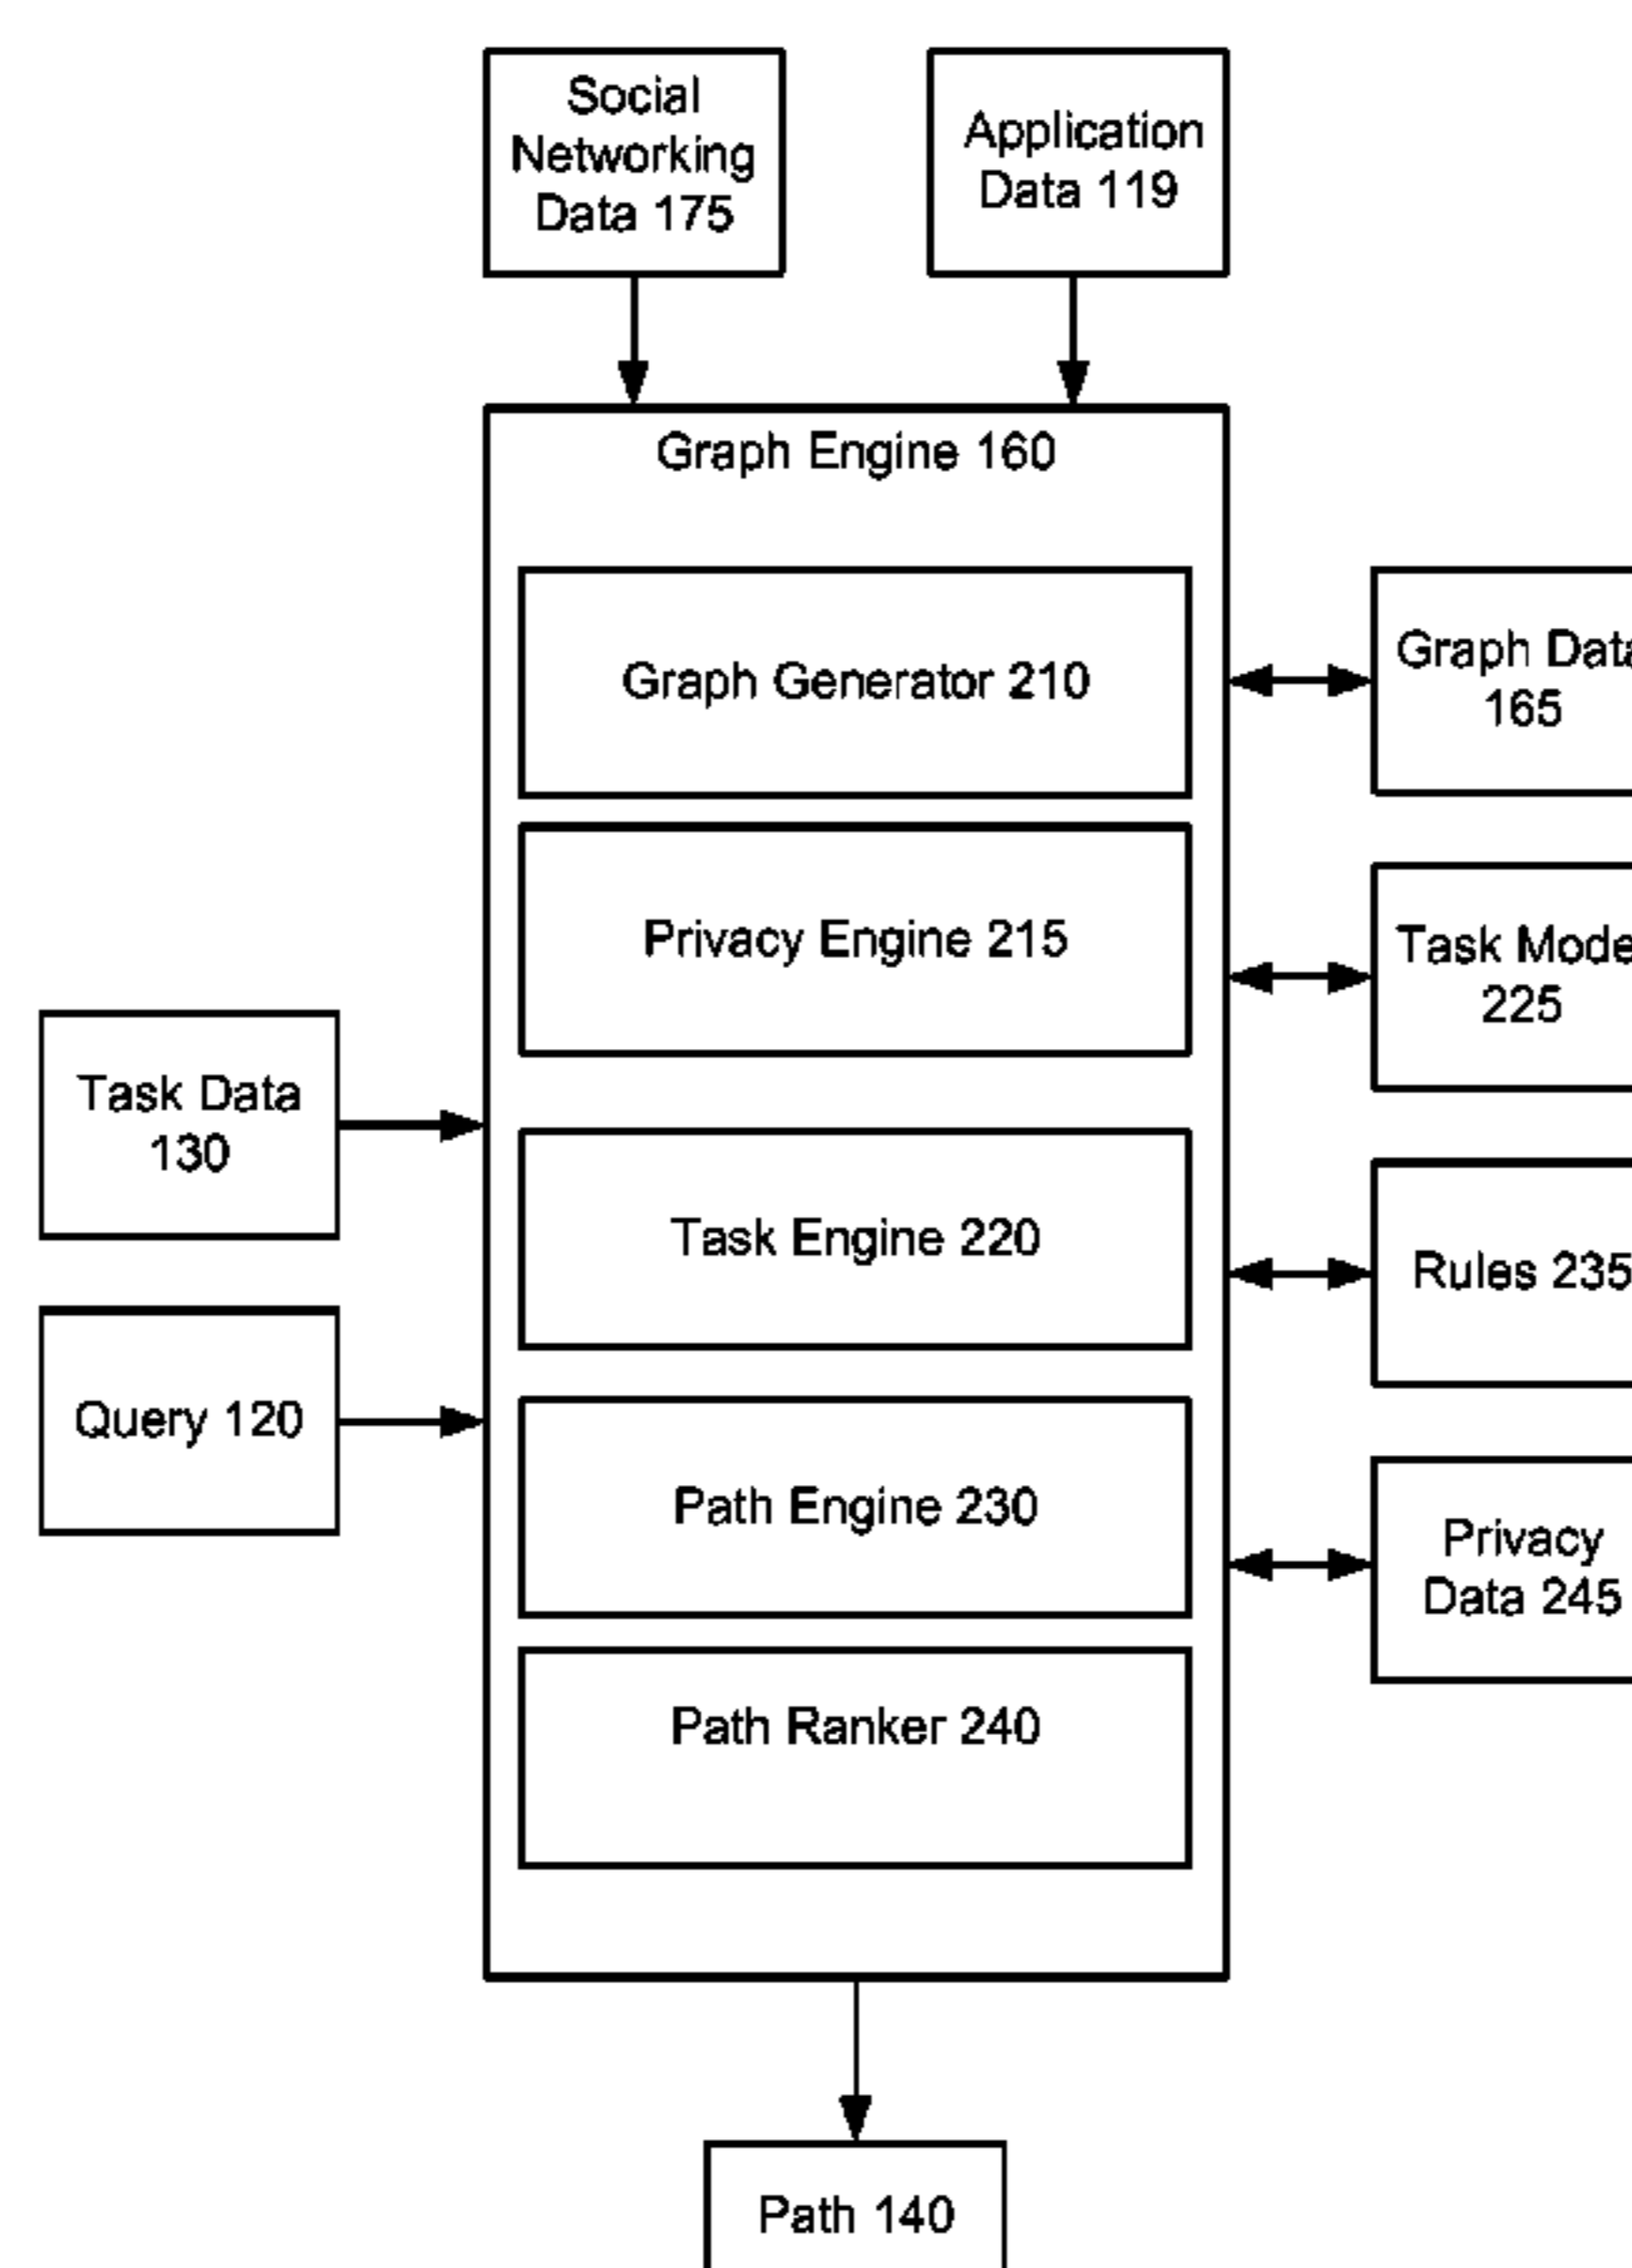 Social
Networking
Data 175
Application
Data 119
Graph Engine 160
Graph Generator 210
Graph Data
165
Privacy Engine 215
Task Mode
225
Task Data
130
Task Engine 220
Rules 235
Query 120
Path Engine 230
Privacy
Data 245
Path Ranker 240
Path 140